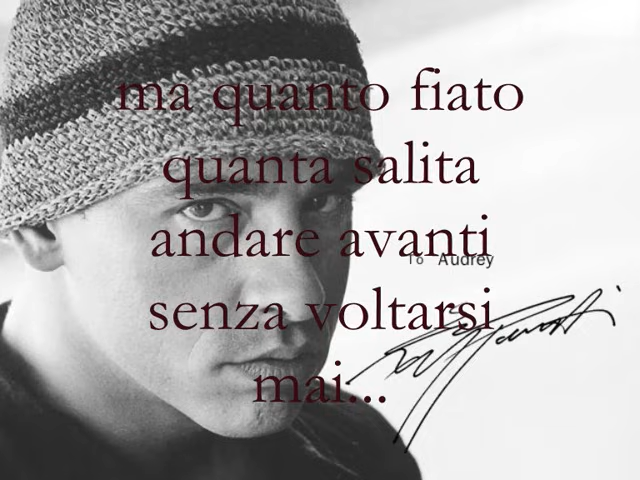 ma quanto fiato
quanta salita
andare avanti
To Audrey
senza voltarsi
mai...